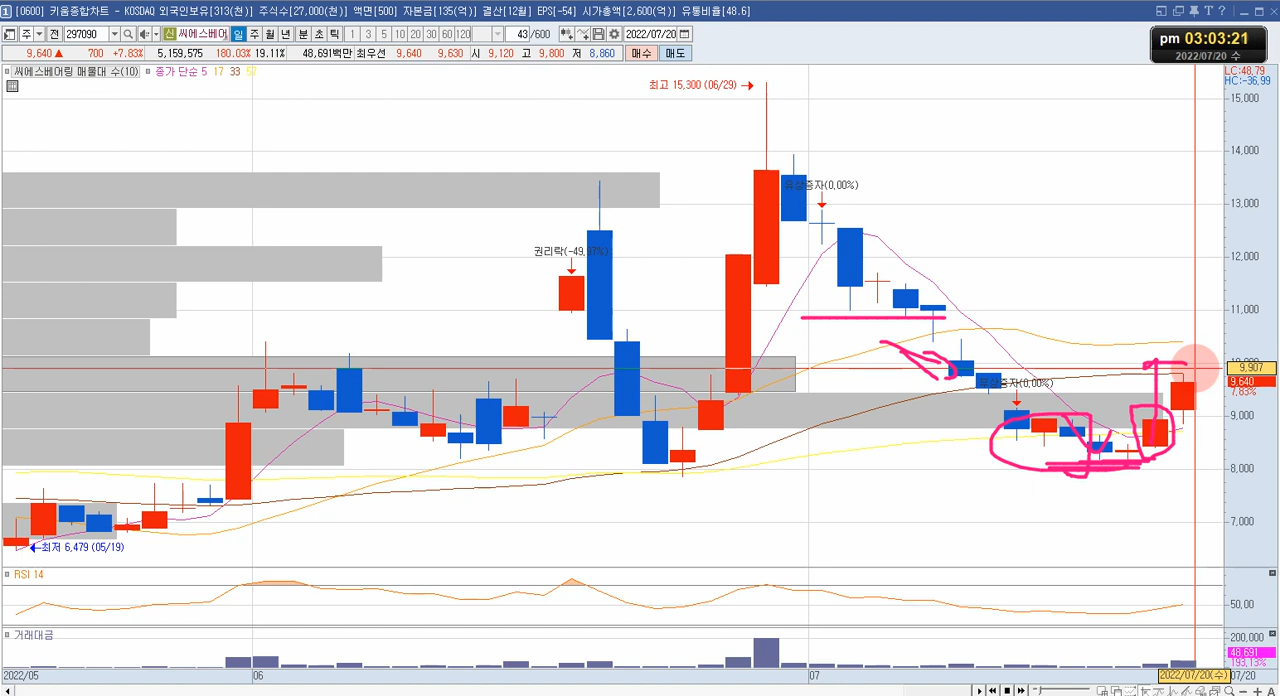 [0600] 키움종합차트 - KOSDAQ 외국인보유[313(천)] 주식수[27,000(천)] 액면[500] 자본금[135(억)] 결산[12월] EPS[-54] 시가총액[2,600(억)] 유통비율[48.6]
주 전 297090 신 씨에스베어 일 주 월 년 분 초 틱 1 3 5 10 20 30 60 120 43 /600 2022/07/20
9,640 ▲ 700 +7.83% 5,159,575 180.03% 19.11% 48,691백만 최우선 9,640 9,630 시 9,120 고 9,800 저 8,860 매수 매도
pm 03:03:21
2022/07/20 수
씨에스베어링 매물대 수(10) 종가 단순 5 17 33 57
LC:48,79
HC:-36,99
최고 15,300 (06/29)
15,000
14,000
유상증자(0,00%)
13,000
권리락(-49,97%)
12,000
11,000
10,000
9,907
9,640
7,83%
무상증자(0,00%)
9,000
8,000
7,000
최저 6,479 (05/19)
RSI 14
50,00
거래대금
200,000
48,691
193,13%
2022/05 06 07 2022/07/20(수) 07/20